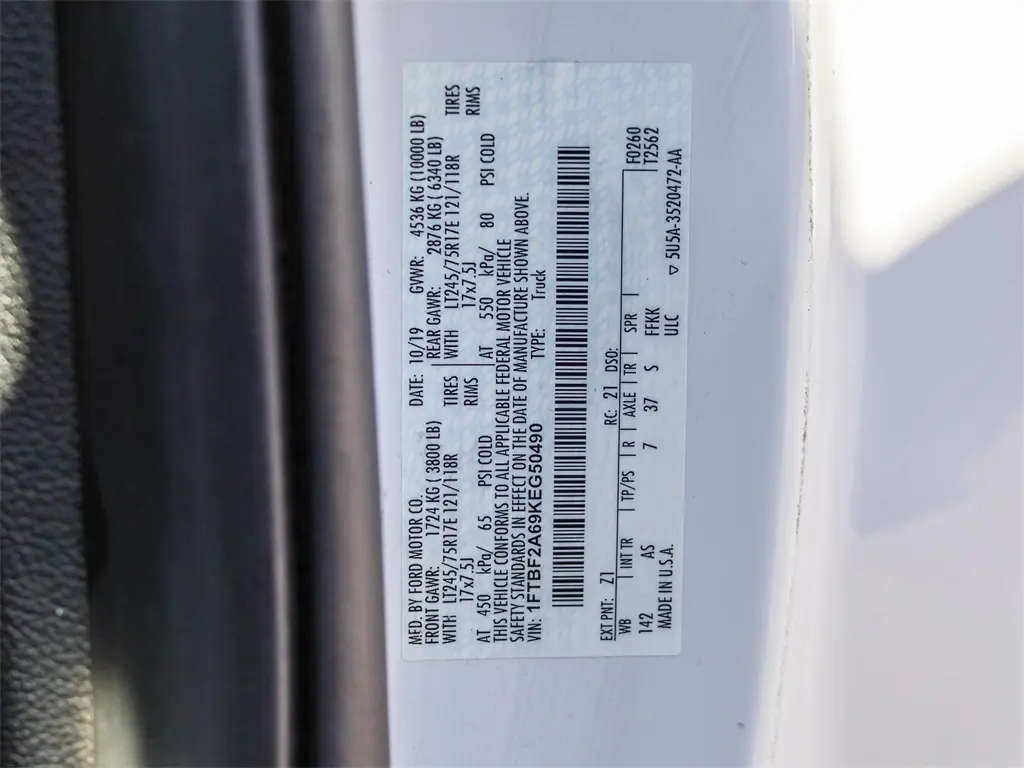 MFD. BY FORD MOTOR CO. DATE: 10/19 GVWR: 4536 KG (10000 LB)
FRONT GAWR: 1724 KG ( 3800 LB) REAR GAWR: 2876 KG ( 6340 LB)
WITH LT245/75R17E 121/118R TIRES WITH LT245/75R17E 121/118R TIRES
17x7.5J RIMS 17x7.5J RIMS
AT 450 kPa/ 65 PSI COLD AT 550 kPa/ 80 PSI COLD
THIS VEHICLE CONFORMS TO ALL APPLICABLE FEDERAL MOTOR VEHICLE
SAFETY STANDARDS IN EFFECT ON THE DATE OF MANUFACTURE SHOWN ABOVE.
VIN: 1FTBF2A69KEG50490 TYPE: Truck
EXT PNT: Z1 RC: 21 DSO: F0260
WB INT TR TP/PS R AXLE TR SPR T2562
142 AS 7 37 S FFKK
MADE IN U.S.A. ULC ▽ 5U5A-3520472-AA